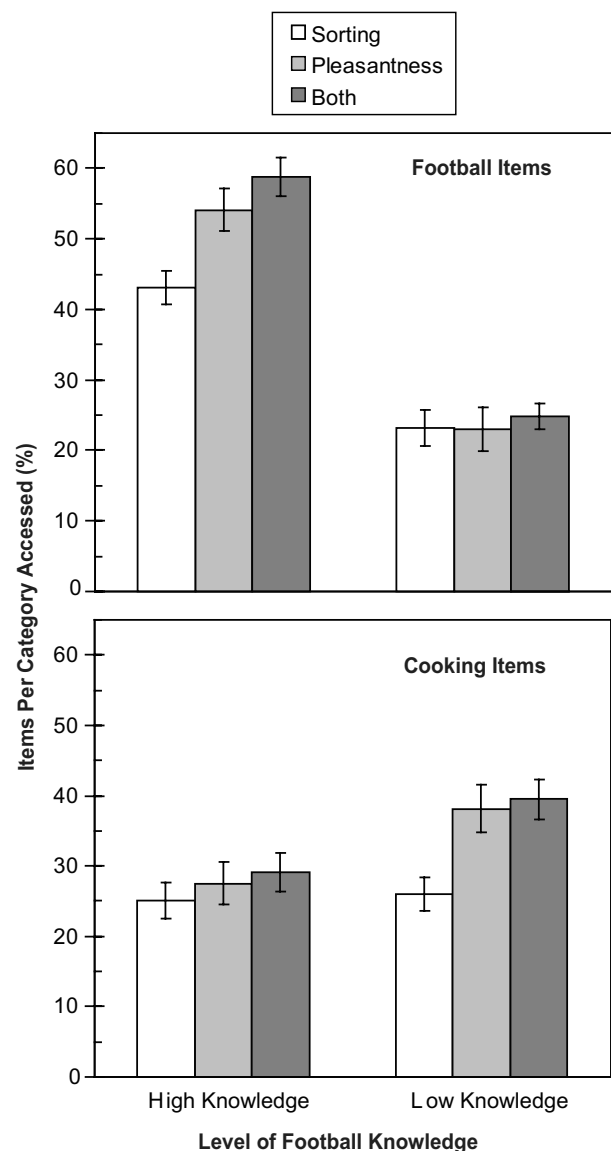 Sorting
Pleasantness
Both
Football Items
60
50
40
30
20
10
0
Items Per Category Accessed (%)
Cooking Items
60
50
40
30
20
10
0
High Knowledge
Low Knowledge
Level of Football Knowledge